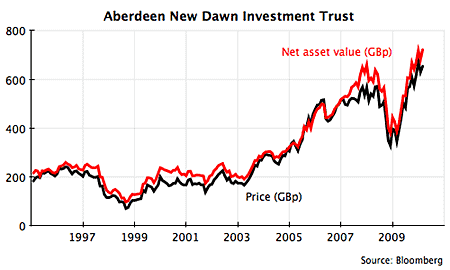 Aberdeen New Dawn Investment Trust
800
600
400
200
0
Net asset value (GBp)
Price (GBp)
1997 1999 2001 2003 2005 2007 2009
Source: Bloomberg